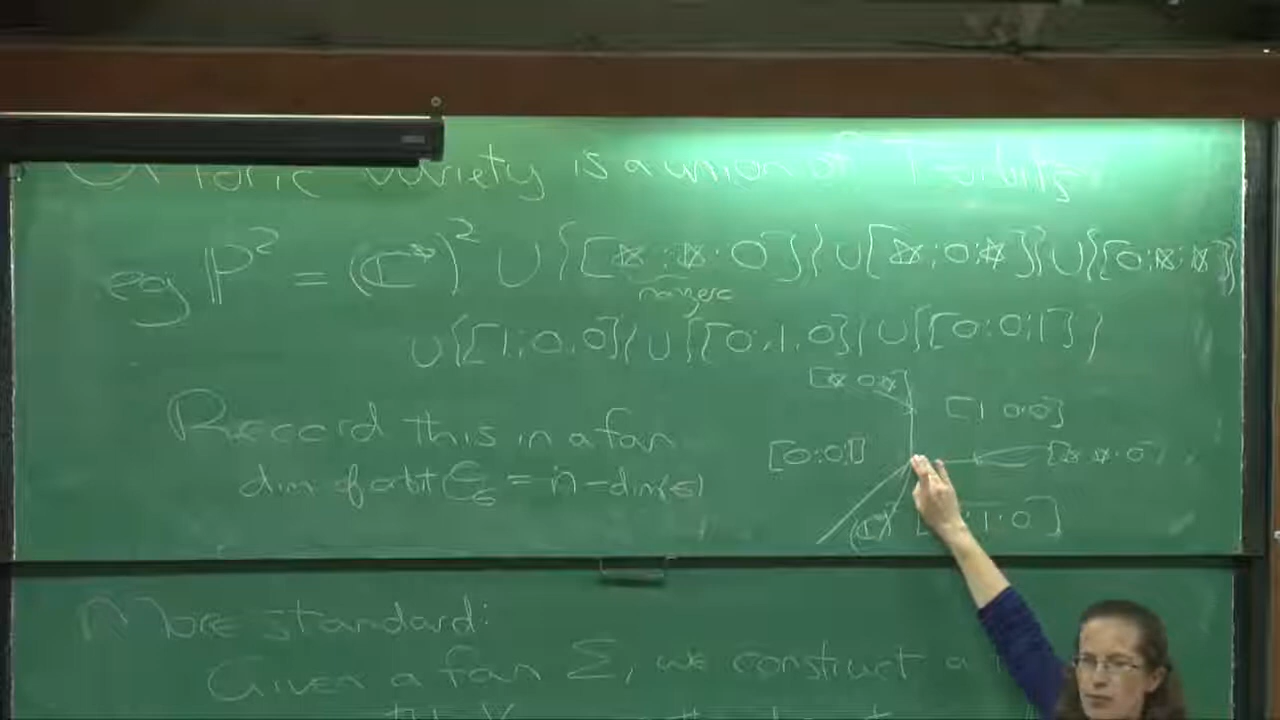 toric variety is a union of T-orbits
eg ℙ² = (ℂ*)² ∪ {[*:*:0]} ∪ [*:0:*]} ∪ {[0:*:*]}
nonzero
∪{[1:0:0]} ∪ {[0:1:0]} ∪ {[0:0:1]}
[* 0:*]
[1 0:0]
Record this in a fan
[0:0:1]
[*:*:0]
dim of orbit = n - dim(σ)
:1:0]
More standard:
Given a fan Σ, we construct a